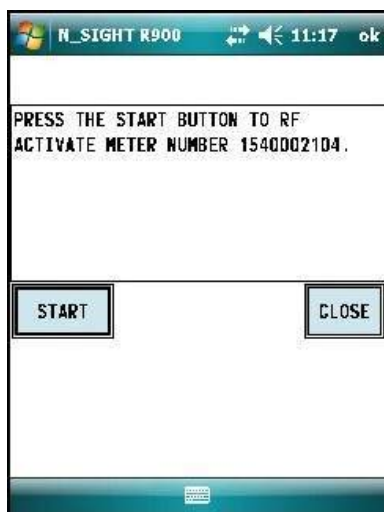 N_SIGHT R900 11:17 ok
PRESS THE START BUTTON TO RF
ACTIVATE METER NUMBER 1540002104.
START CLOSE